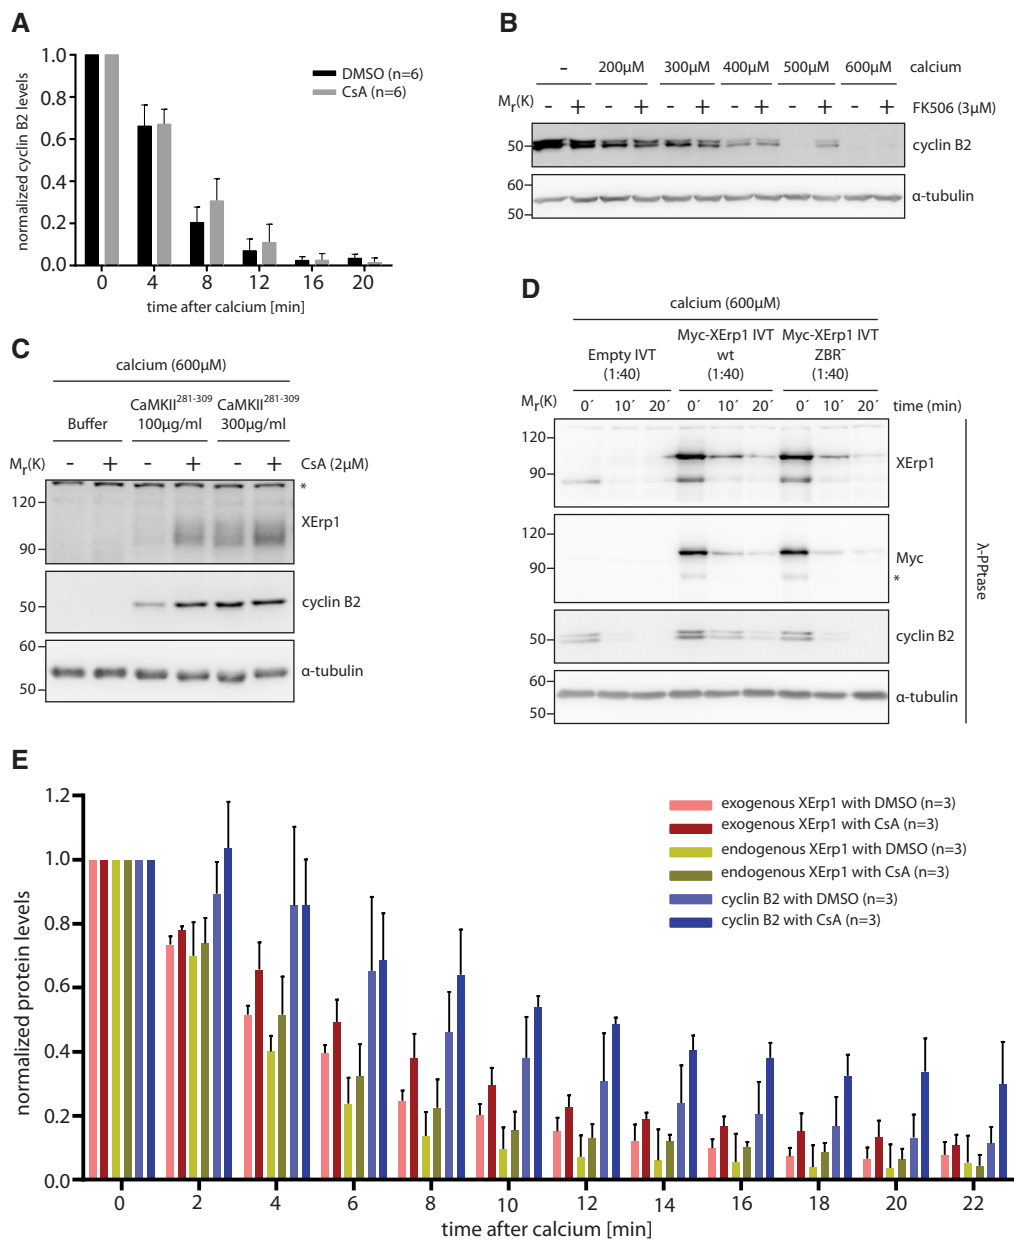 A
normalized cyclin B2 levels
1.0
0.8
0.6
0.4
0.2
0.0
0 4 8 12 16 20
time after calcium [min]
DMSO (n=6)
CsA (n=6)
B
– 200µM 300µM 400µM 500µM 600µM calcium
Mr(K) - + - + - + - + - + - + FK506 (3µM)
50 cyclin B2
60
50 α-tubulin
C
calcium (600µM)
Buffer
CaMKII281-309
100µg/ml
CaMKII281-309
300µg/ml
Mr(K) - + - + - + CsA (2µM)
*
120
XErp1
90
50 cyclin B2
60
α-tubulin
50
D
calcium (600µM)
Empty IVT
(1:40)
Myc-XErp1 IVT
wt
(1:40)
Myc-XErp1 IVT
ZBR-
(1:40)
Mr(K) 0´ 10´ 20´ 0´ 10´ 20´ 0´ 10´ 20´ time (min)
120
XErp1
90
120
Myc
90
*
50 cyclin B2
60
α-tubulin
50
λ-PPtase
E
normalized protein levels
1.2
1.0
0.8
0.6
0.4
0.2
0.0
0 2 4 6 8 10 12 14 16 18 20 22
time after calcium [min]
exogenous XErp1 with DMSO (n=3)
exogenous XErp1 with CsA (n=3)
endogenous XErp1 with DMSO (n=3)
endogenous XErp1 with CsA (n=3)
cyclin B2 with DMSO (n=3)
cyclin B2 with CsA (n=3)